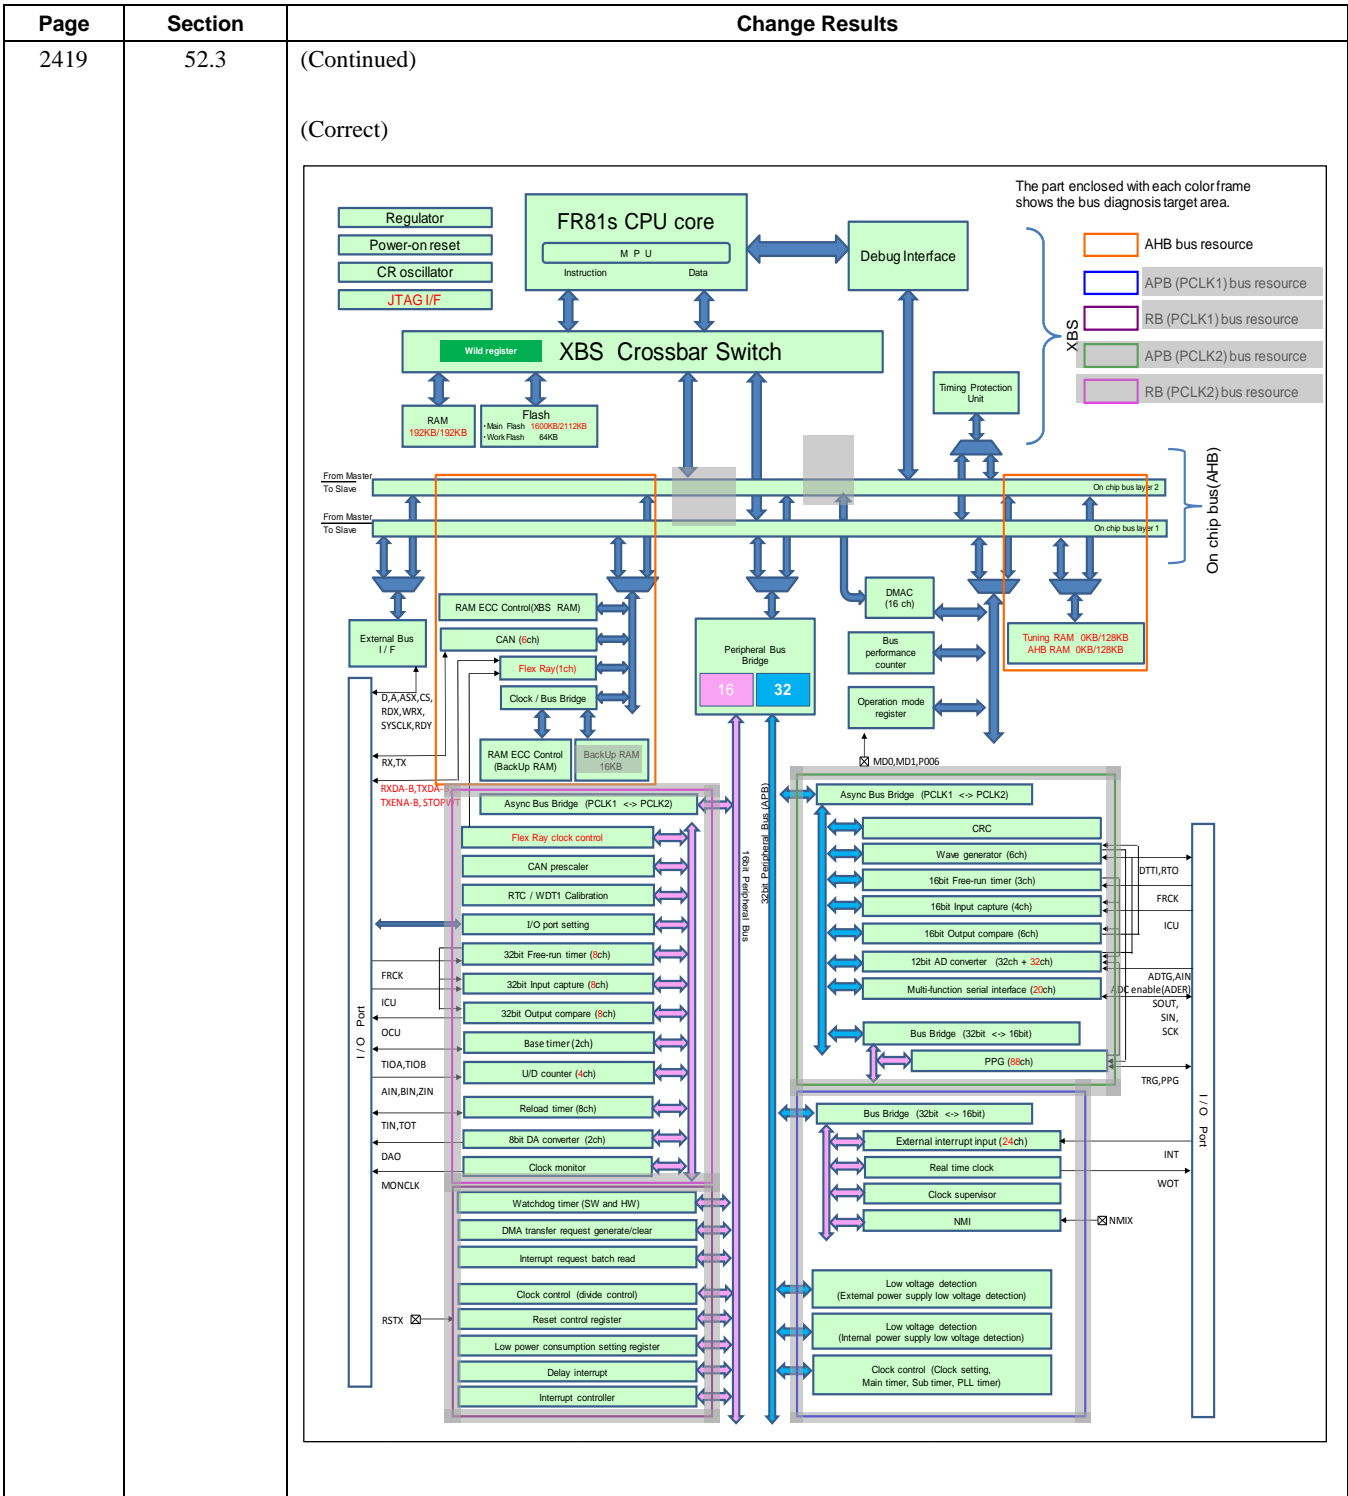 Page Section Change Results
2419 52.3 (Continued)
(Correct)
The part enclosed with each color frame
shows the bus diagnosis target area.
Regulator
Power-on reset
CR oscillator
JTAG I/F
FR81s CPU core
M P U
Instruction Data
Debug Interface
AHB bus resource
APB (PCLK1) bus resource
RB (PCLK1) bus resource
APB (PCLK2) bus resource
RB (PCLK2) bus resource
XBS
Wild register
XBS Crossbar Switch
RAM
192KB/192KB
Flash
・Main Flash 1600KB/2112KB
・Work Flash 64KB
Timing Protection
Unit
On chip bus(AHB)
From Master
To Slave
On chip bus layer 2
From Master
To Slave
On chip bus layer 1
External Bus
I / F
RAM ECC Control(XBS RAM)
CAN (6ch)
Flex Ray(1ch)
Clock / Bus Bridge
RAM ECC Control
(BackUp RAM)
BackUp RAM
16KB
Peripheral Bus
Bridge
16 32
DMAC
(16 ch)
Bus
performance
counter
Operation mode
register
MD0,MD1,P006
Tuning RAM 0KB/128KB
AHB RAM 0KB/128KB
D,A,ASX,CS,
RDX,WRX,
SYSCLK,RDY
RX,TX
RXDA-B,TXDA-B
TXENA-B, STOPWT
I / O Port
16bit Peripheral Bus
32bit Peripheral Bus (APB)
Async Bus Bridge (PCLK1 <-> PCLK2)
Flex Ray clock control
CAN prescaler
RTC / WDT1 Calibration
I/O port setting
32bit Free-run timer (8ch)
FRCK
32bit Input capture (8ch)
ICU
32bit Output compare (8ch)
OCU
Base timer (2ch)
TIOA,TIOB
U/D counter (4ch)
AIN,BIN,ZIN
Reload timer (8ch)
TIN,TOT
8bit DA converter (2ch)
DAO
Clock monitor
MONCLK
Watchdog timer (SW and HW)
DMA transfer request generate/clear
Interrupt request batch read
Clock control (divide control)
RSTX
Reset control register
Low power consumption setting register
Delay interrupt
Interrupt controller
Async Bus Bridge (PCLK1 <-> PCLK2)
CRC
Wave generator (6ch)
DTTI,RTO
16bit Free-run timer (3ch)
FRCK
16bit Input capture (4ch)
ICU
16bit Output compare (6ch)
12bit AD converter (32ch + 32ch)
ADTG,AIN
ADC enable(ADER)
Multi-function serial interface (20ch)
SOUT,
SIN,
SCK
Bus Bridge (32bit <-> 16bit)
PPG (88ch)
TRG,PPG
I / O Port
Bus Bridge (32bit <-> 16bit)
External interrupt input (24ch)
INT
Real time clock
WOT
Clock supervisor
NMI
NMIX
Low voltage detection
(External power supply low voltage detection)
Low voltage detection
(Internal power supply low voltage detection)
Clock control (Clock setting,
Main timer, Sub timer, PLL timer)